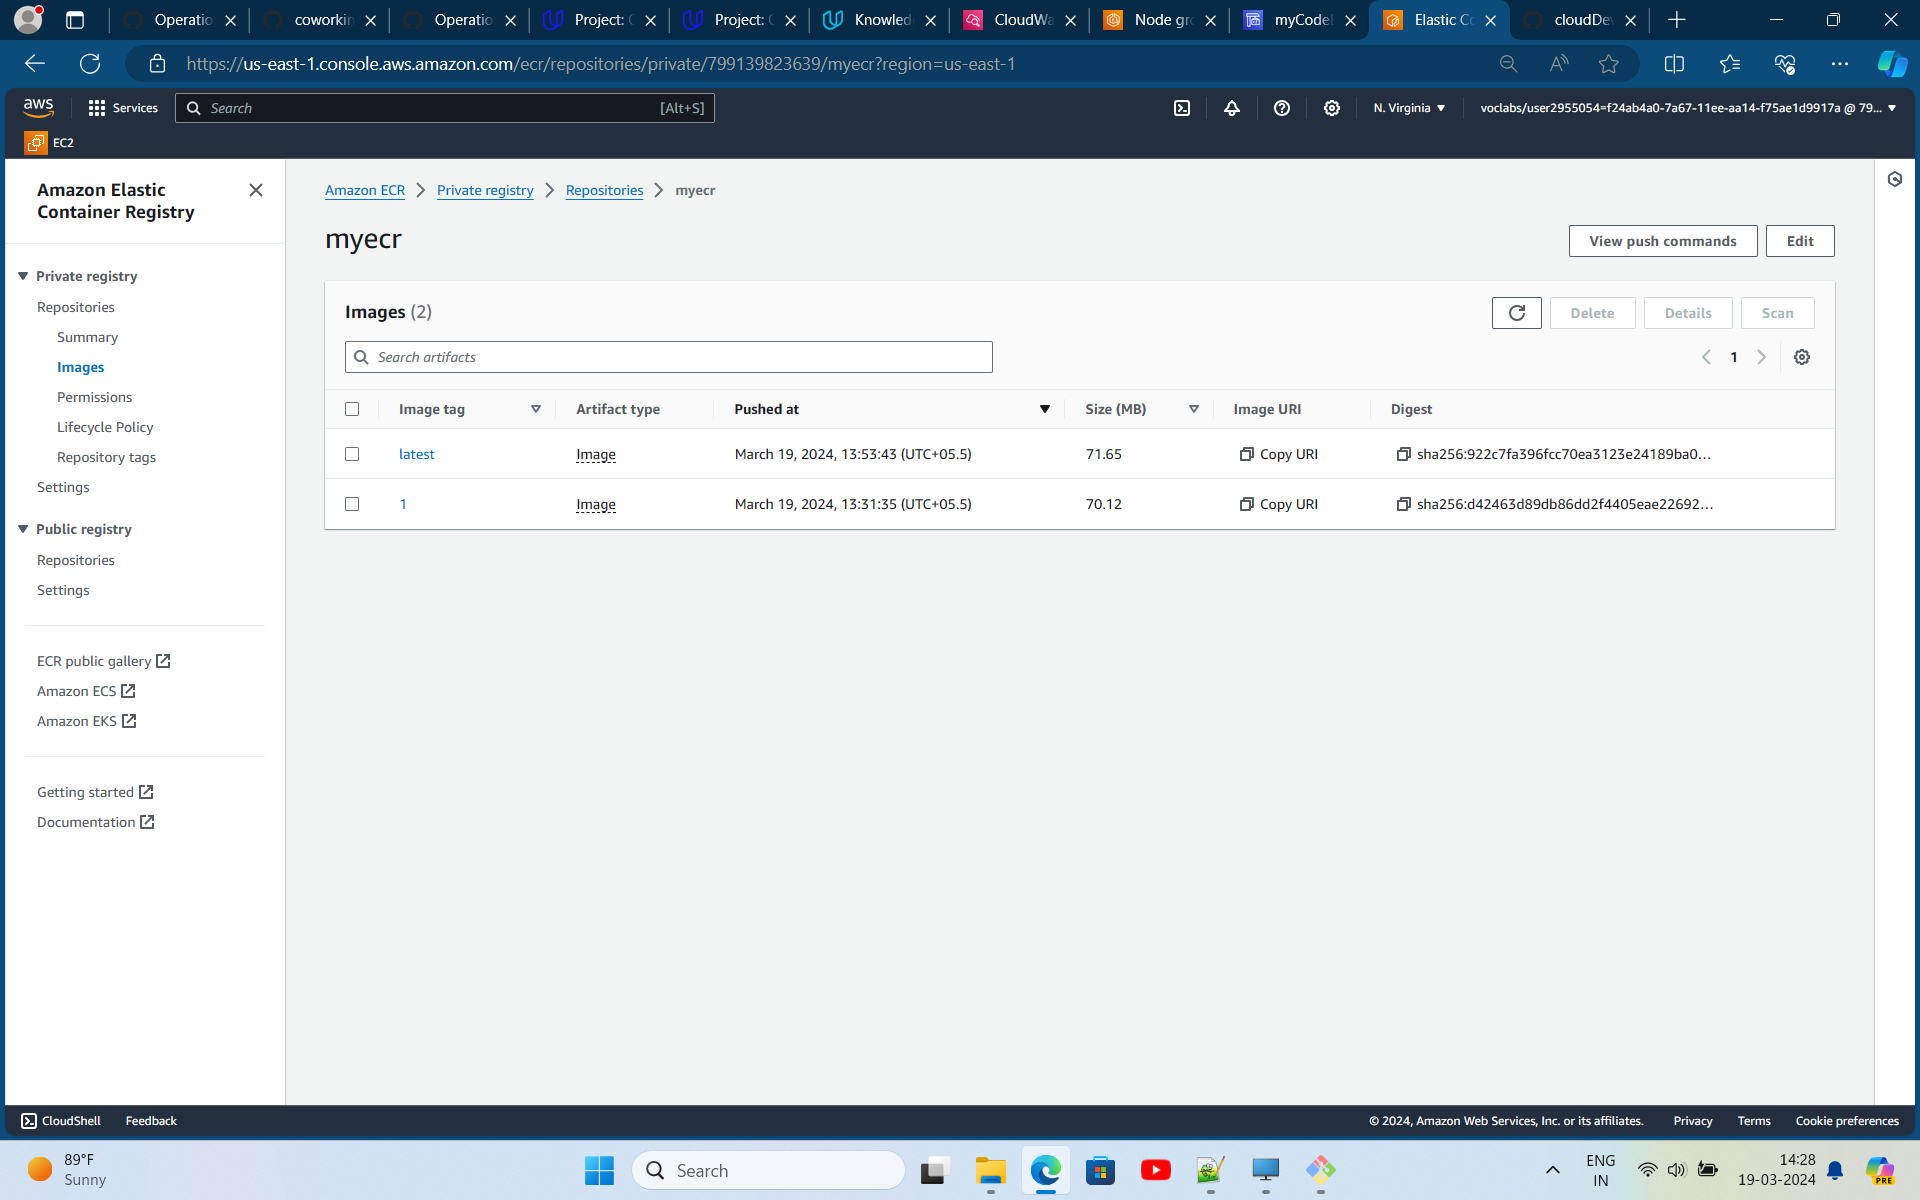 Operatio
coworkin
Operatio
Project: C
Project: C
Knowled
CloudWa
Node gro
myCodeB
Elastic Co
cloudDev
https://us-east-1.console.aws.amazon.com/ecr/repositories/private/799139823639/myecr?region=us-east-1
aws
Services
Search
[Alt+S]
N. Virginia
voclabs/user2955054=f24ab4a0-7a67-11ee-aa14-f75ae1d9917a @ 79...
EC2
Amazon Elastic
Container Registry
Private registry
Repositories
Summary
Images
Permissions
Lifecycle Policy
Repository tags
Settings
Public registry
Repositories
Settings
ECR public gallery
Amazon ECS
Amazon EKS
Getting started
Documentation
Amazon ECR > Private registry > Repositories > myecr
myecr
View push commands
Edit
Images (2)
Delete
Details
Scan
Search artifacts
1
Image tag
Artifact type
Pushed at
Size (MB)
Image URI
Digest
latest
Image
March 19, 2024, 13:53:43 (UTC+05.5)
71.65
Copy URI
sha256:922c7fa396fcc70ea3123e24189ba0...
1
Image
March 19, 2024, 13:31:35 (UTC+05.5)
70.12
Copy URI
sha256:d42463d89db86dd2f4405eae22692...
CloudShell
Feedback
© 2024, Amazon Web Services, Inc. or its affiliates.
Privacy
Terms
Cookie preferences
89°F
Sunny
Search
ENG
IN
14:28
19-03-2024
PRE